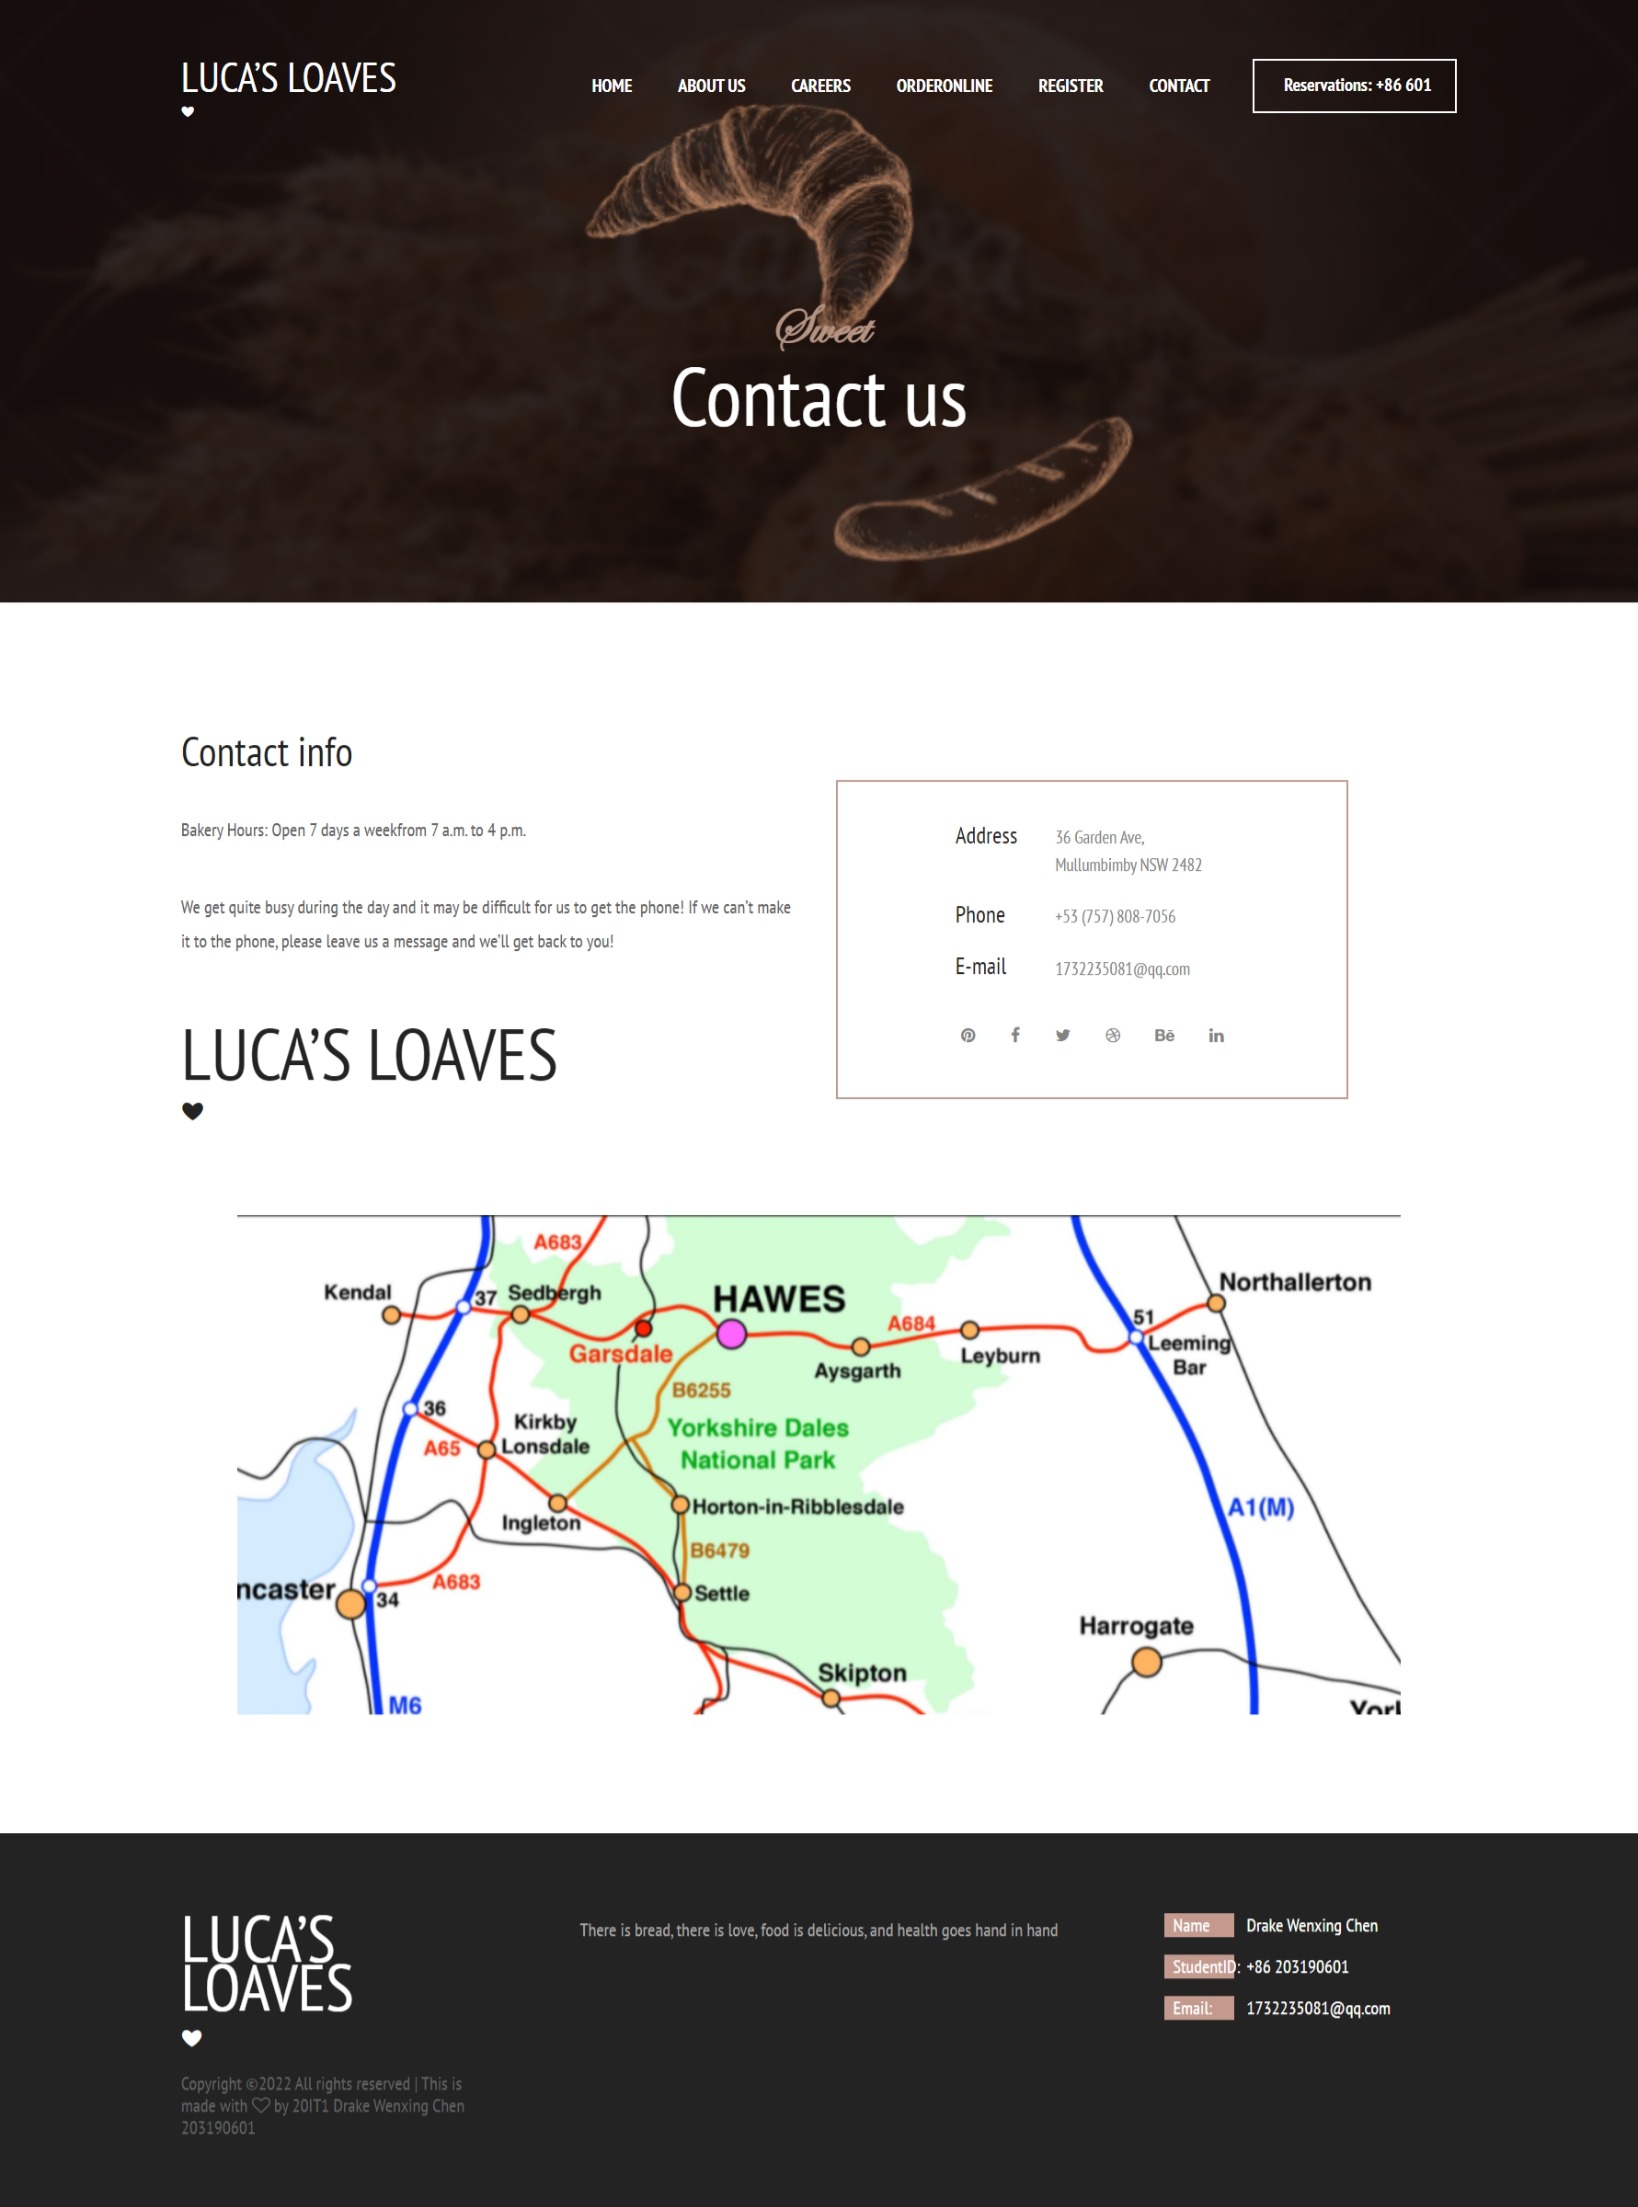 LUCA’S LOAVES
HOME ABOUT US CAREERS ORDERONLINE REGISTER CONTACT
Reservations: +86 601
Canva
Sweet
Contact us
Contact info
Bakery Hours: Open 7 days a weekfrom 7 a.m. to 4 p.m.
We get quite busy during the day and it may be difficult for us to get the phone! If we can’t make
it to the phone, please leave us a message and we’ll get back to you!
LUCA’S LOAVES
Address 36 Garden Ave,
Mullumbimby NSW 2482
Phone +53 (757) 808-7056
E-mail 1732235081@qq.com
Bē in
A683
Kendal
37
Sedbergh
HAWES
Northallerton
Garsdale
A684
51
Leeming
Bar
Aysgarth
Leyburn
B6255
36
Kirkby
Lonsdale
A65
Yorkshire Dales
National Park
Ingleton
Horton-in-Ribblesdale
A1(M)
B6479
ncaster
34
A683
Settle
Harrogate
Skipton
M6
Yorl
LUCA’S
LOAVES
There is bread, there is love, food is delicious, and health goes hand in hand
Name Drake Wenxing Chen
StudentID: +86 203190601
Email: 1732235081@qq.com
Copyright ©2022 All rights reserved | This is
made with ♡ by 20IT1 Drake Wenxing Chen
203190601